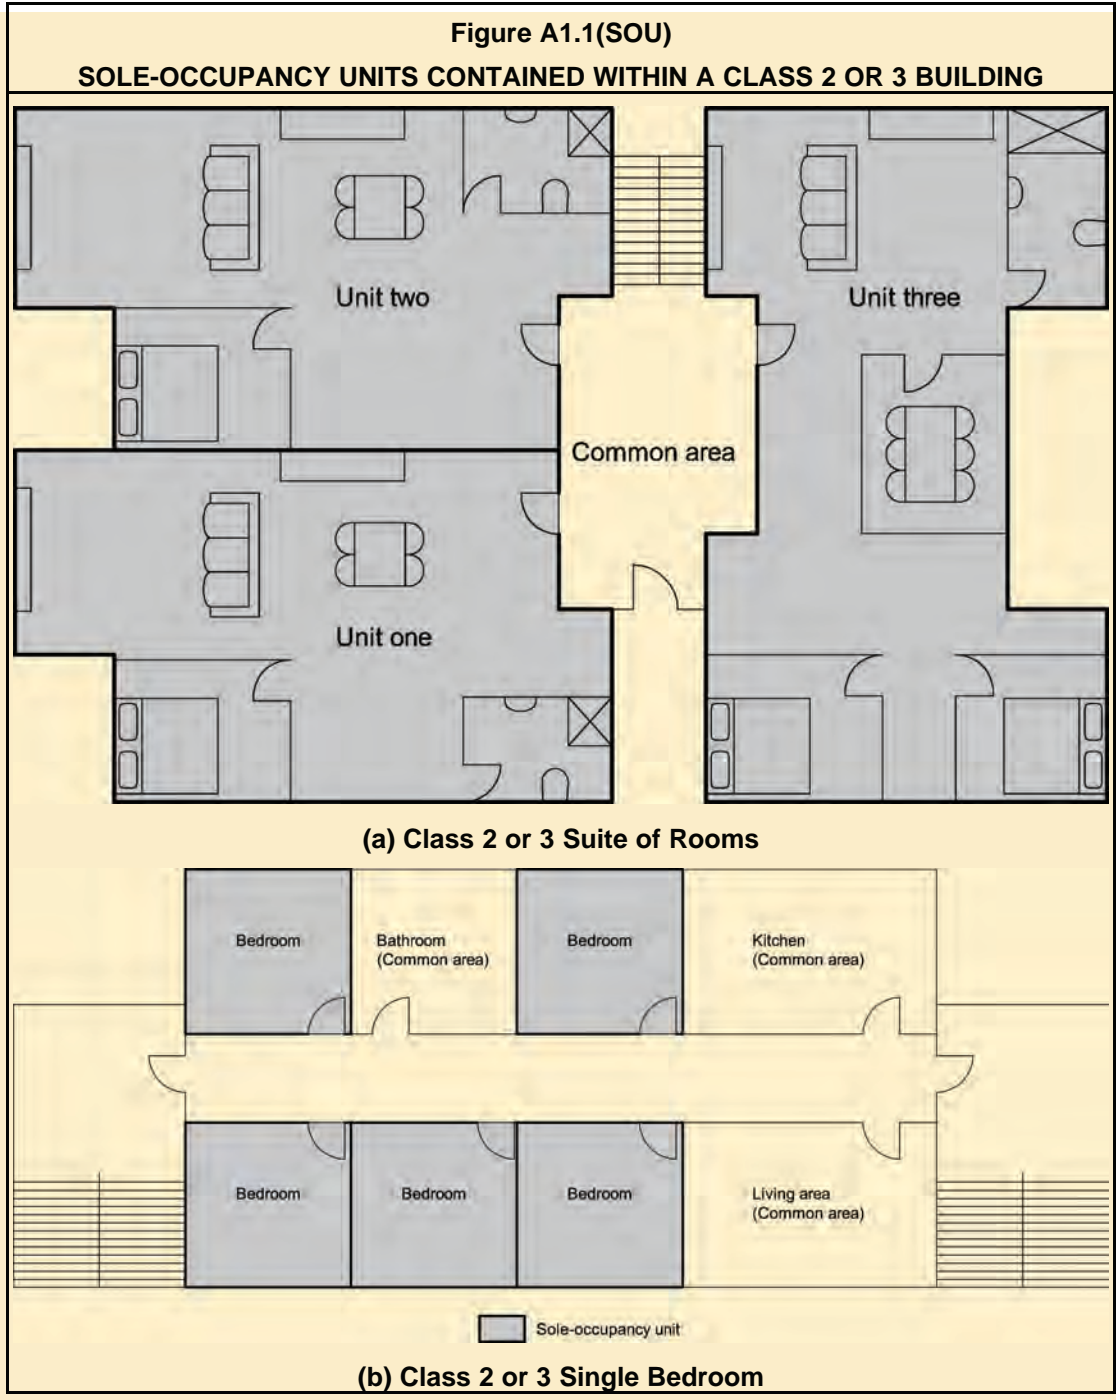 Figure A1.1(SOU)
SOLE-OCCUPANCY UNITS CONTAINED WITHIN A CLASS 2 OR 3 BUILDING
Unit two
Unit three
Common area
Unit one
(a) Class 2 or 3 Suite of Rooms
Bedroom
Bathroom
(Common area)
Bedroom
Kitchen
(Common area)
Bedroom
Bedroom
Bedroom
Living area
(Common area)
Sole-occupancy unit
(b) Class 2 or 3 Single Bedroom